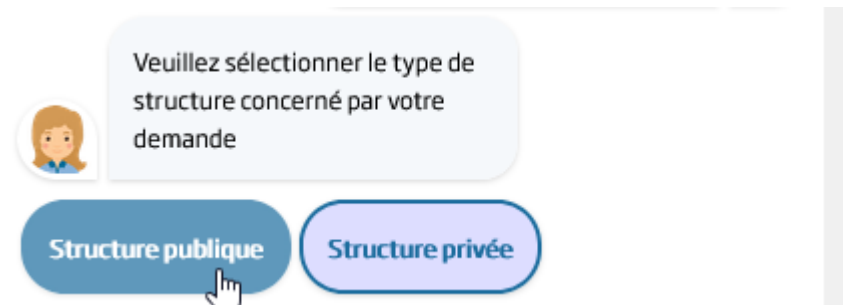 Veuillez sélectionner le type de
structure concerné par votre
demande
Structure publique
Structure privée